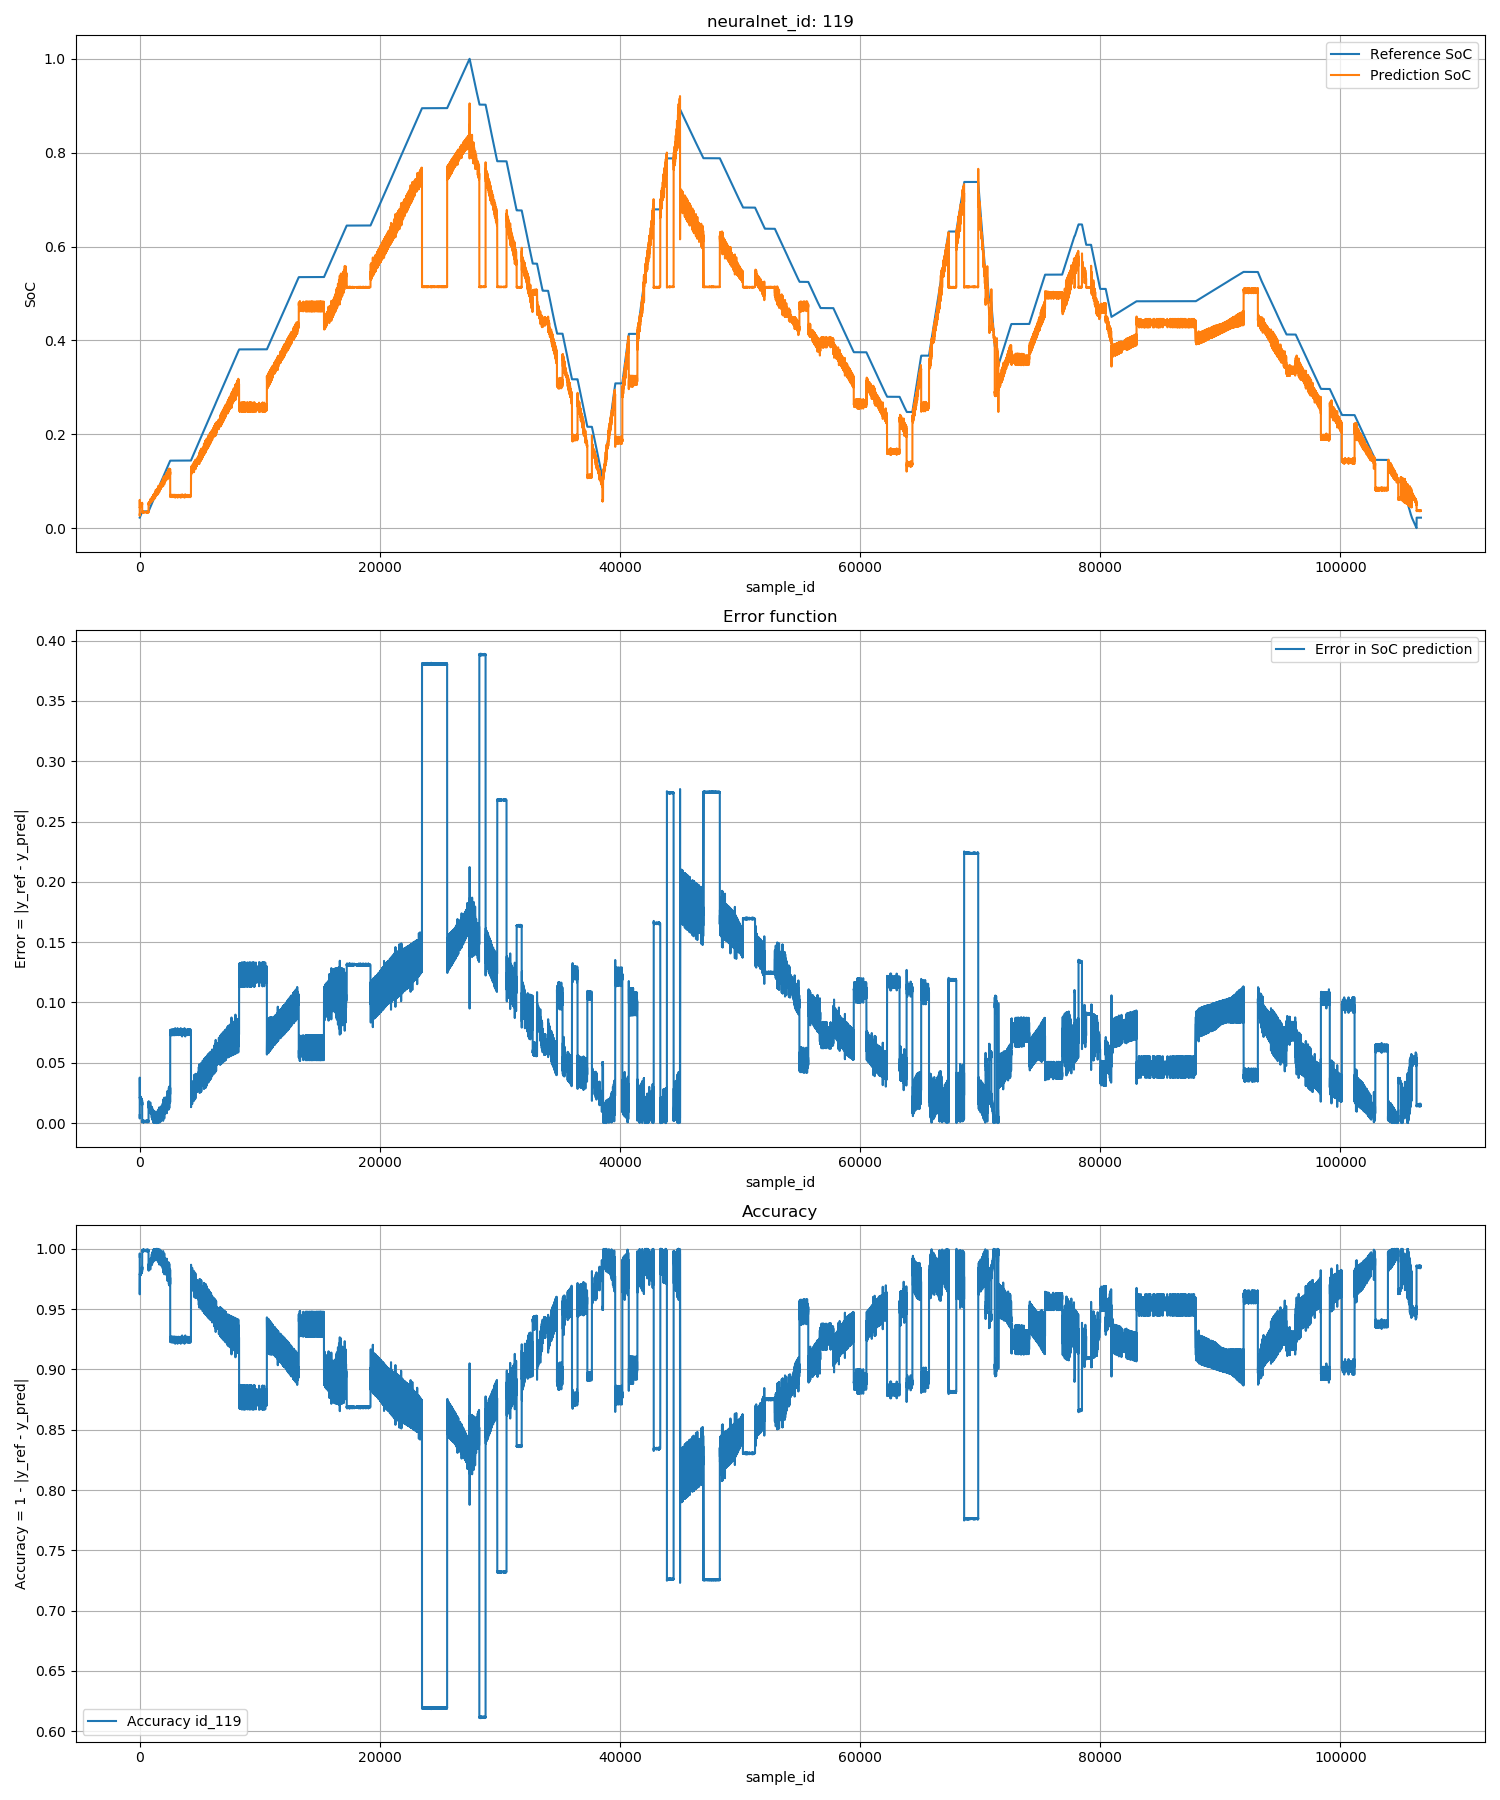 neuralnet_id: 119
Reference SoC
Prediction SoC
SoC
1.0
0.8
0.6
0.4
0.2
0.0
0 20000 40000 60000 80000 100000
sample_id
Error function
Error in SoC prediction
Error = |y_ref - y_pred|
0.40
0.35
0.30
0.25
0.20
0.15
0.10
0.05
0.00
0 20000 40000 60000 80000 100000
sample_id
Accuracy
Accuracy = 1 - |y_ref - y_pred|
1.00
0.95
0.90
0.85
0.80
0.75
0.70
0.65
0.60
Accuracy id_119
0 20000 40000 60000 80000 100000
sample_id